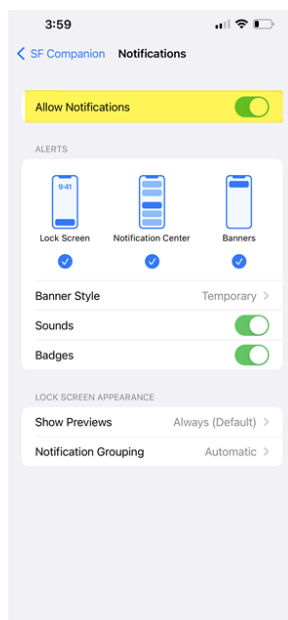 3:59
SF Companion Notifications
Allow Notifications
ALERTS
9:41
Lock Screen Notification Center Banners
Banner Style Temporary
Sounds
Badges
LOCK SCREEN APPEARANCE
Show Previews Always (Default)
Notification Grouping Automatic